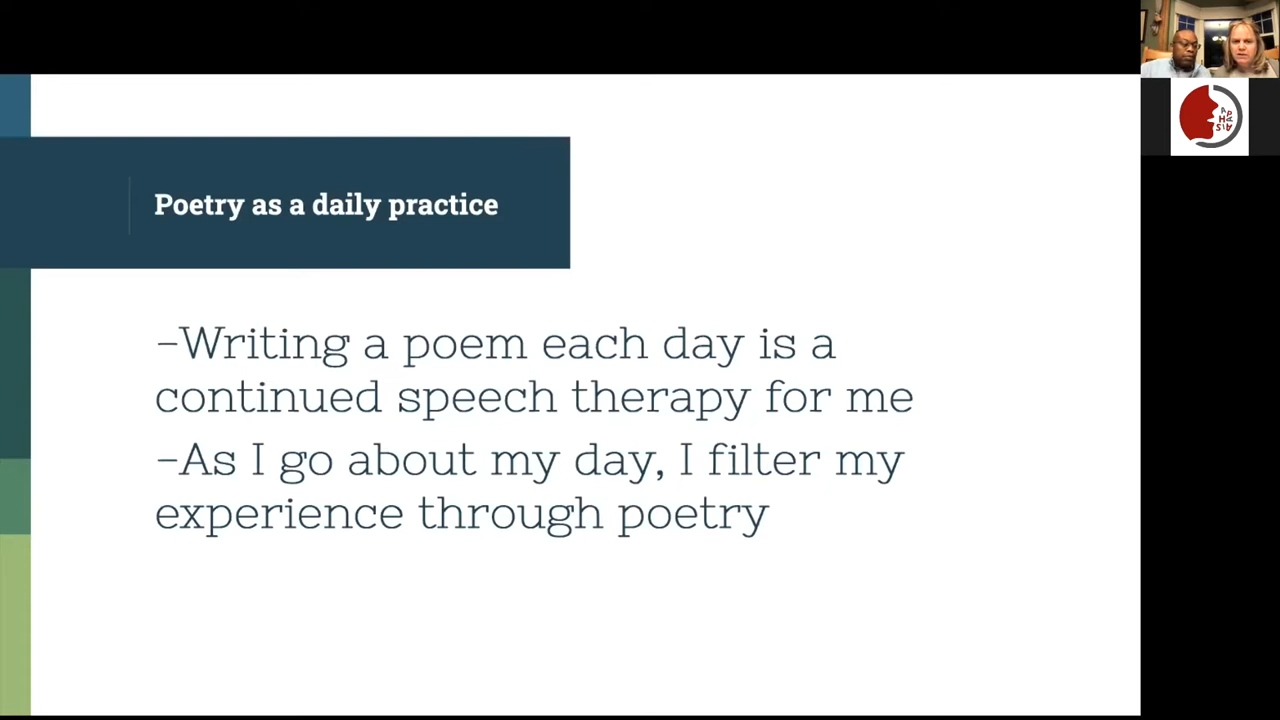 Poetry as a daily practice
-Writing a poem each day is a
continued speech therapy for me
-As I go about my day, I filter my
experience through poetry